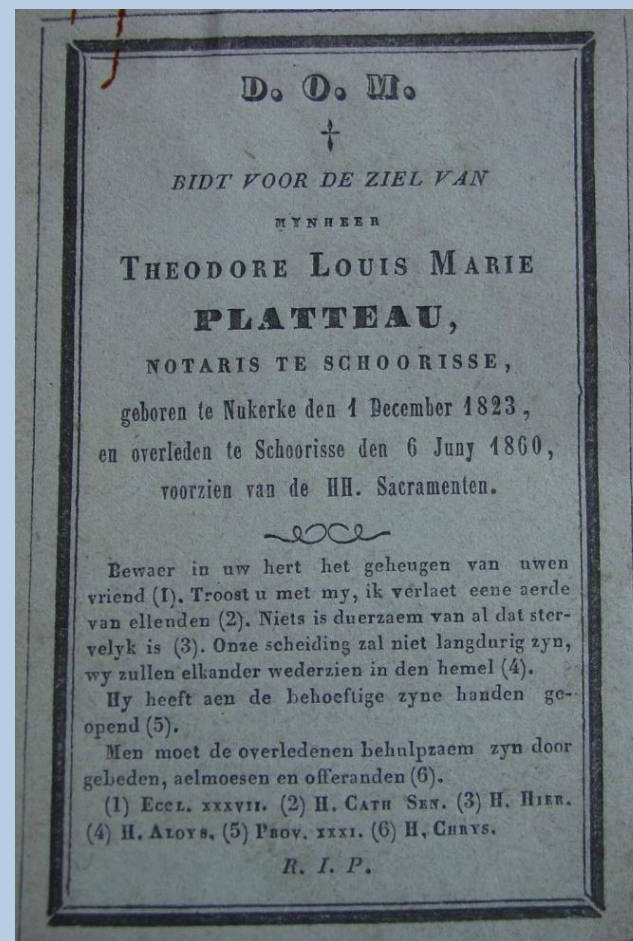 D. O. M.
†
BIDT VOOR DE ZIEL VAN
MYNHEER
THEODORE LOUIS MARIE
PLATTEAU,
NOTARIS TE SCHOORISSE,
geboren te Nukerke den 1 December 1823,
en overleden te Schoorisse den 6 Juny 1860,
voorzien van de HH. Sacramenten.
Bewaer in uw hert het geheugen van uwen
vriend (1). Troost u met my, ik verlaet eene aerde
van ellenden (2). Niets is duerzaem van al dat ster-
velyk is (3). Onze scheiding zal niet langdurig zyn,
wy zullen elkander wederzien in den hemel (4).
Hy heeft aen de behoeftige zyne handen ge-
opend (5).
Men moet de overledenen behulpzaem zyn door
gebeden, aelmoesen en offeranden (6).
(1) ECCL. XXXVII. (2) H. CATH SEN. (3) H. HIER.
(4) H. ALOYS, (5) PROV. XXXI. (6) H, CHRYS.
R. I. P.